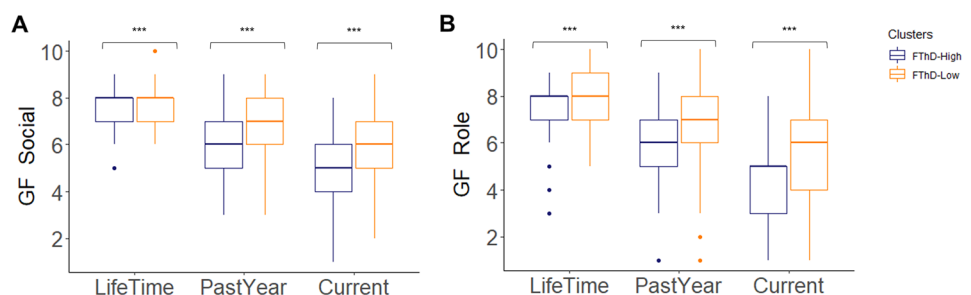 A
GF Social
10
8
6
4
2
*** *** ***
LifeTime PastYear Current
B
GF Role
10
8
6
4
2
*** *** ***
LifeTime PastYear Current
Clusters
FThD-High
FThD-Low